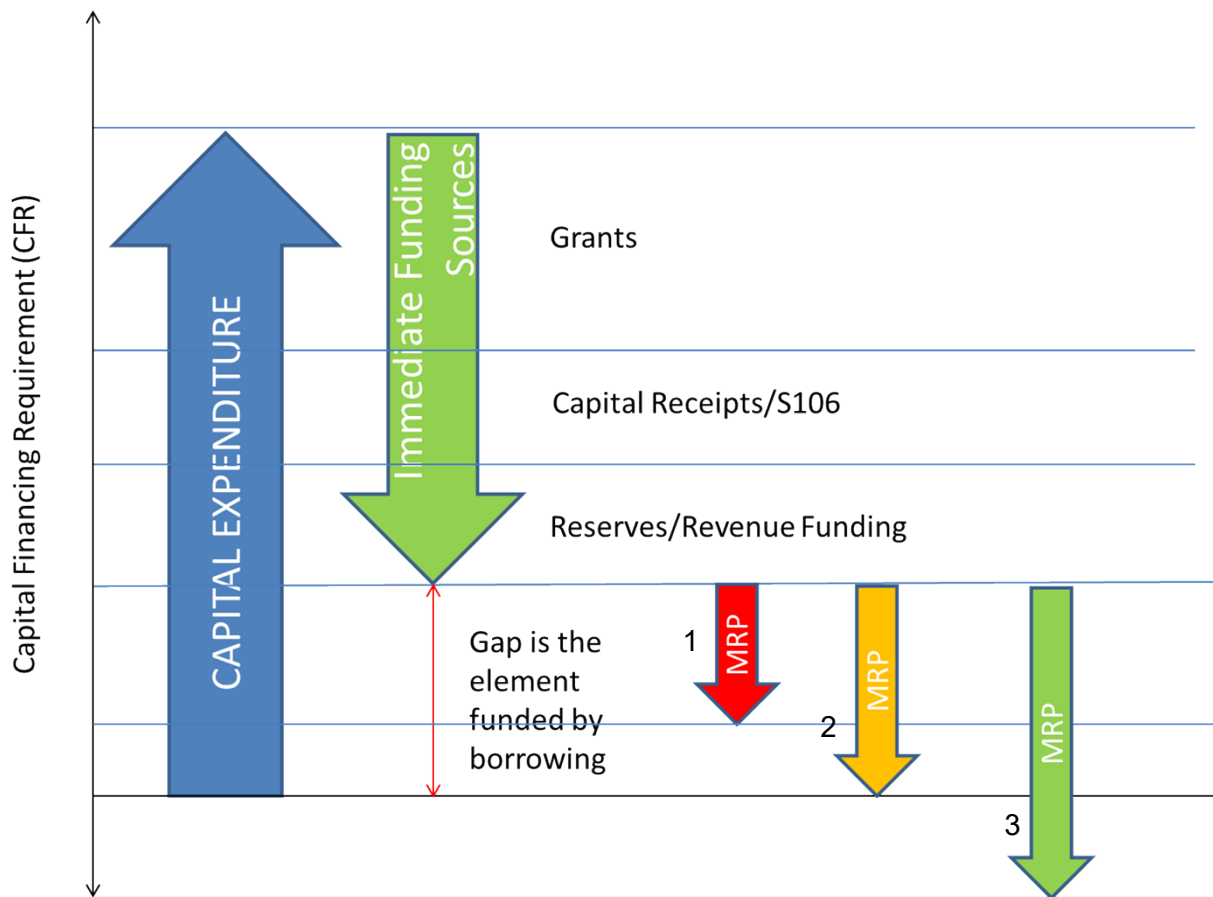 Capital Financing Requirement (CFR)
CAPITAL EXPENDITURE
Immediate Funding
Sources
Grants
Capital Receipts/S106
Reserves/Revenue Funding
Gap is the
element
funded by
borrowing
1
MRP
2
MRP
3
MRP